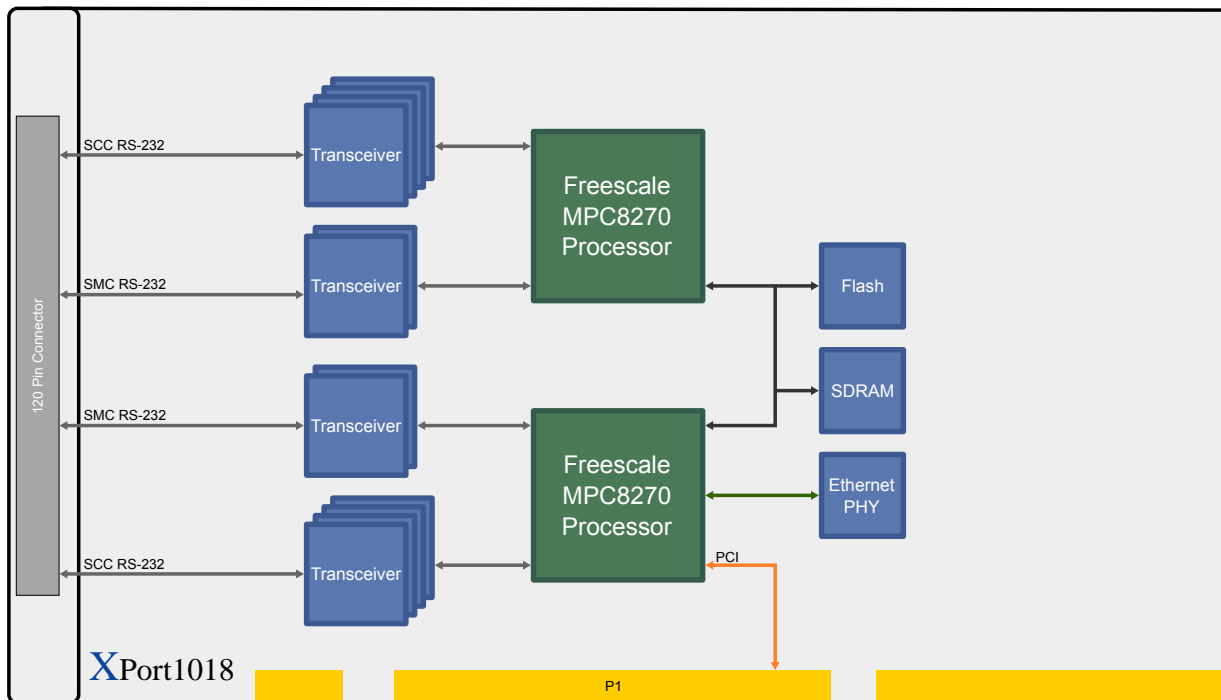 SCC RS-232
Transceiver
Freescale
MPC8270
Processor
SMC RS-232
Transceiver
Flash
120 Pin Connector
SDRAM
SMC RS-232
Transceiver
Freescale
MPC8270
Processor
Ethernet
PHY
SCC RS-232
Transceiver
PCI
XPort1018
P1